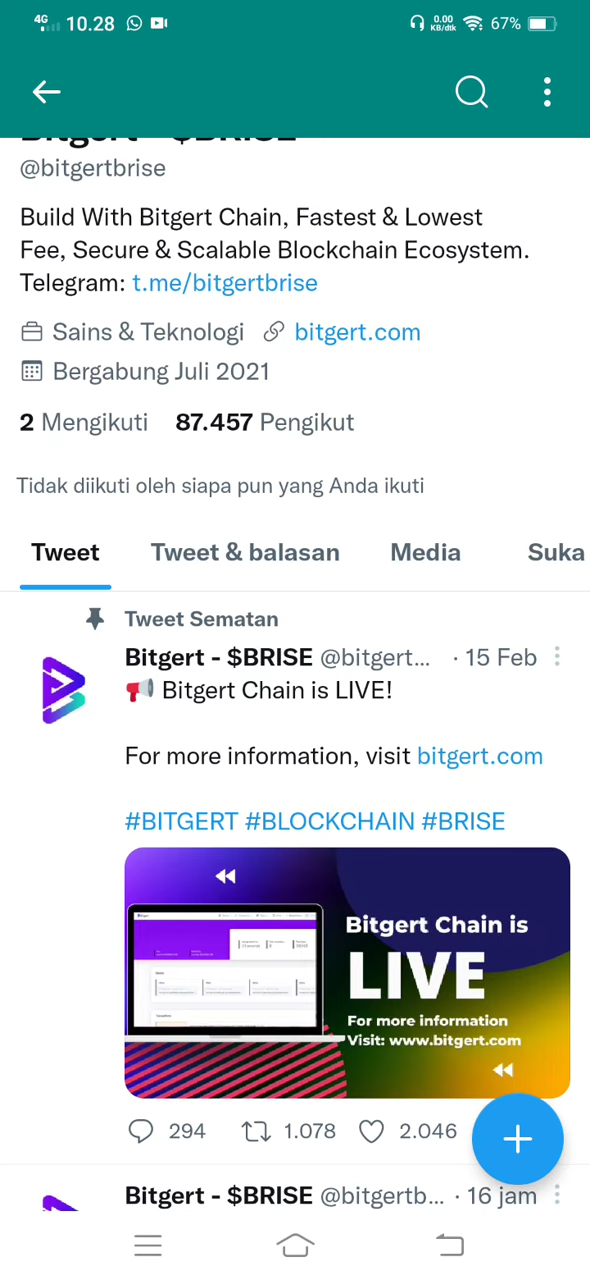 4G 10.28 0.00 KB/dtk 67%
Bitgert - $BRISE
@bitgertbrise
Build With Bitgert Chain, Fastest & Lowest
Fee, Secure & Scalable Blockchain Ecosystem.
Telegram: t.me/bitgertbrise
Sains & Teknologi bitgert.com
Bergabung Juli 2021
2 Mengikuti 87.457 Pengikut
Tidak diikuti oleh siapa pun yang Anda ikuti
Tweet Tweet & balasan Media Suka
Tweet Sematan
Bitgert - $BRISE @bitgert... · 15 Feb
Bitgert Chain is LIVE!
For more information, visit bitgert.com
#BITGERT #BLOCKCHAIN #BRISE
Bitgert Chain is
LIVE
For more information
Visit: www.bitgert.com
294 1.078 2.046
Bitgert - $BRISE @bitgertb... · 16 jam